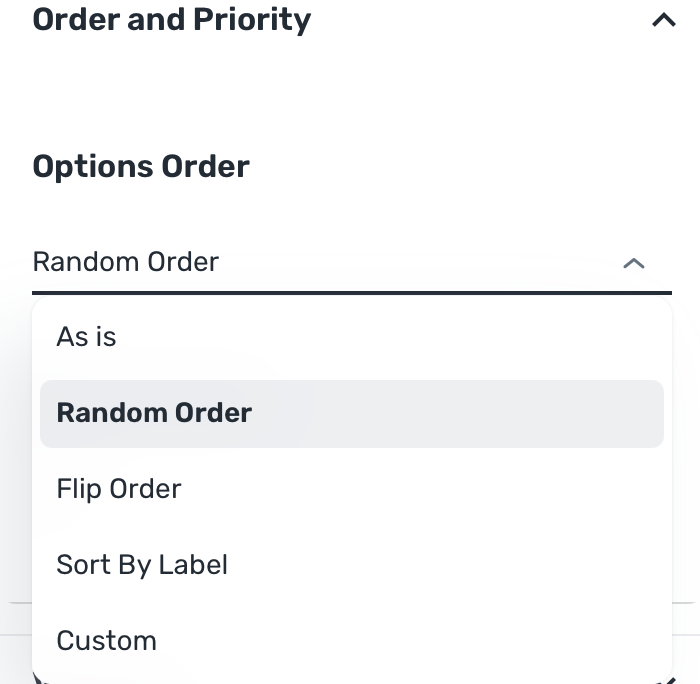 Order and Priority
Options Order
Random Order
As is
Random Order
Flip Order
Sort By Label
Custom